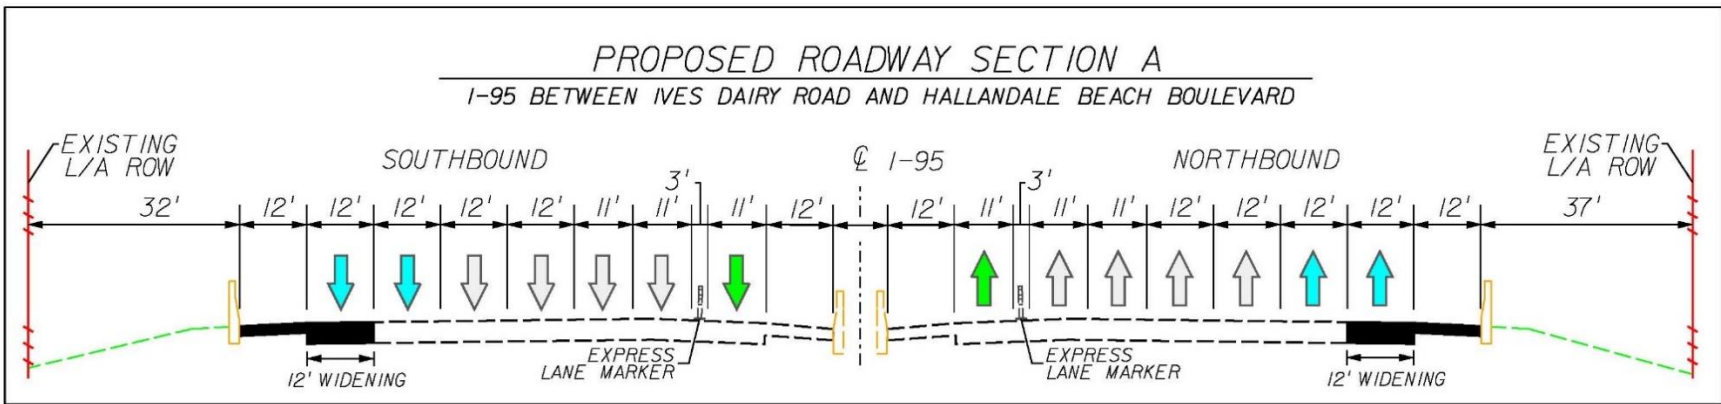 PROPOSED ROADWAY SECTION A
I-95 BETWEEN IVES DAIRY ROAD AND HALLANDALE BEACH BOULEVARD
EXISTING
L/A ROW
SOUTHBOUND
℄ I-95
NORTHBOUND
EXISTING
L/A ROW
3'
3'
32' 12' 12' 12' 12' 12' 11' 11' 11' 12' 12' 11' 11' 11' 12' 12' 12' 12' 12' 37'
EXPRESS
LANE MARKER
EXPRESS
LANE MARKER
12' WIDENING
12' WIDENING